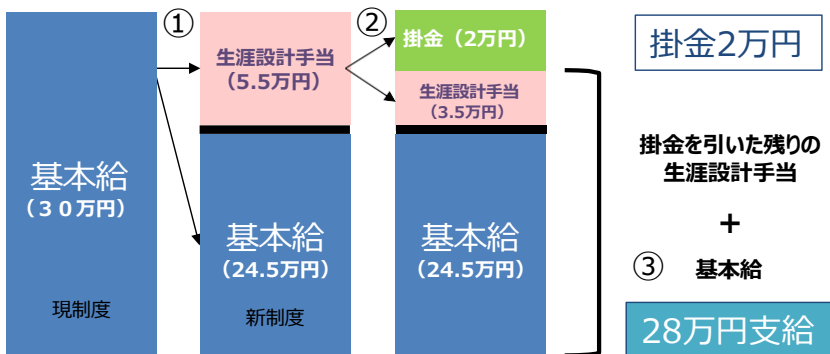 ①
②
生涯設計手当
(5.5万円)
掛金（2万円）
生涯設計手当
(3.5万円)
基本給
(３０万円)
現制度
基本給
(24.5万円)
新制度
基本給
(24.5万円)
掛金2万円
掛金を引いた残りの
生涯設計手当
+
③ 基本給
28万円支給